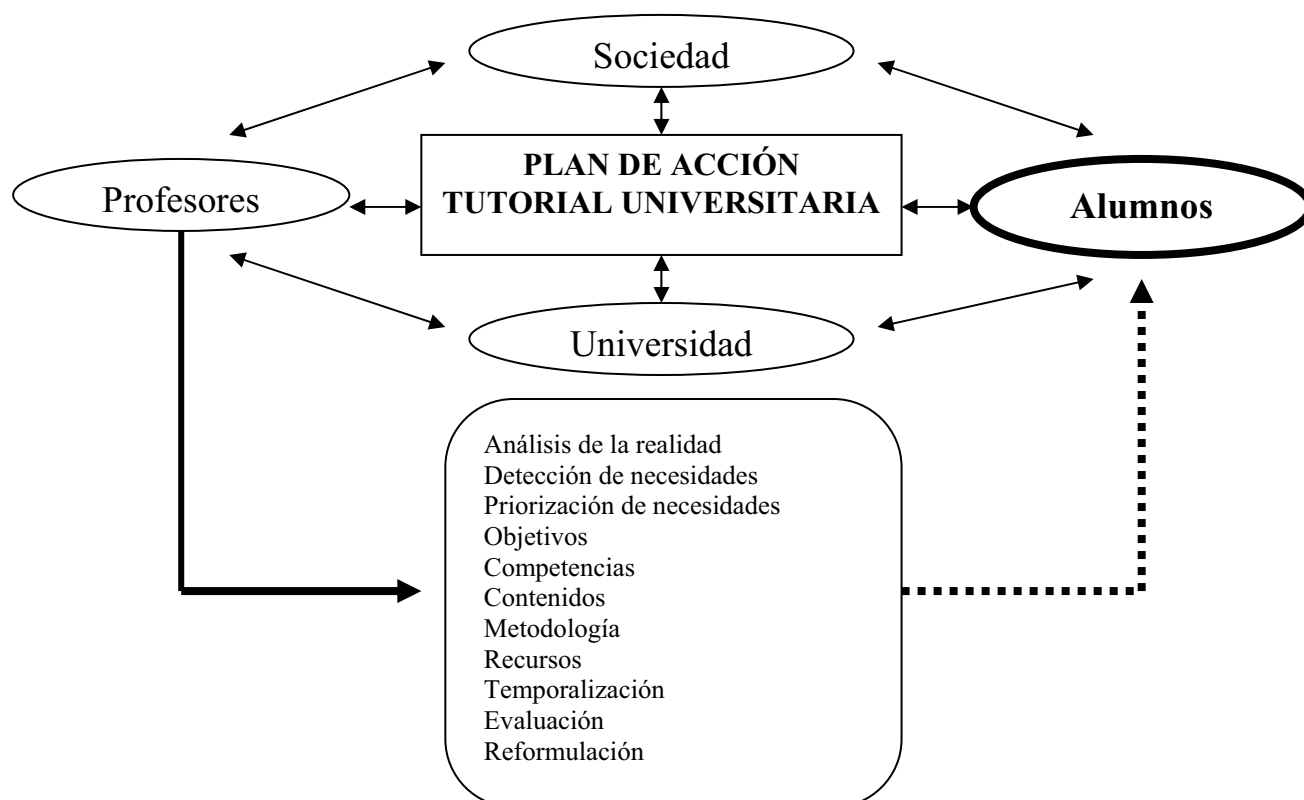 Sociedad
PLAN DE ACCIÓN
TUTORIAL UNIVERSITARIA
Profesores
Alumnos
Universidad
Análisis de la realidad
Detección de necesidades
Priorización de necesidades
Objetivos
Competencias
Contenidos
Metodología
Recursos
Temporalización
Evaluación
Reformulación